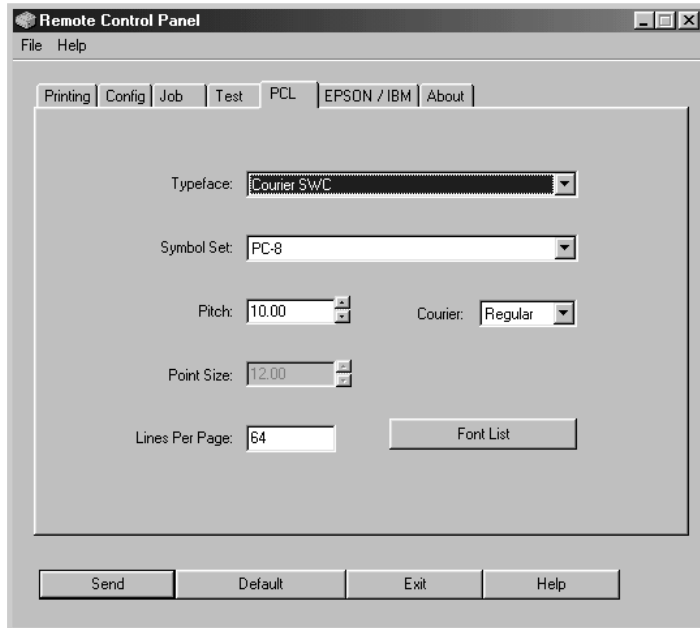 Remote Control Panel
File Help
Printing Config Job Test PCL EPSON / IBM About
Typeface: Courier SWC
Symbol Set: PC-8
Pitch: 10.00 Courier: Regular
Point Size: 12.00
Lines Per Page: 64 Font List
Send Default Exit Help